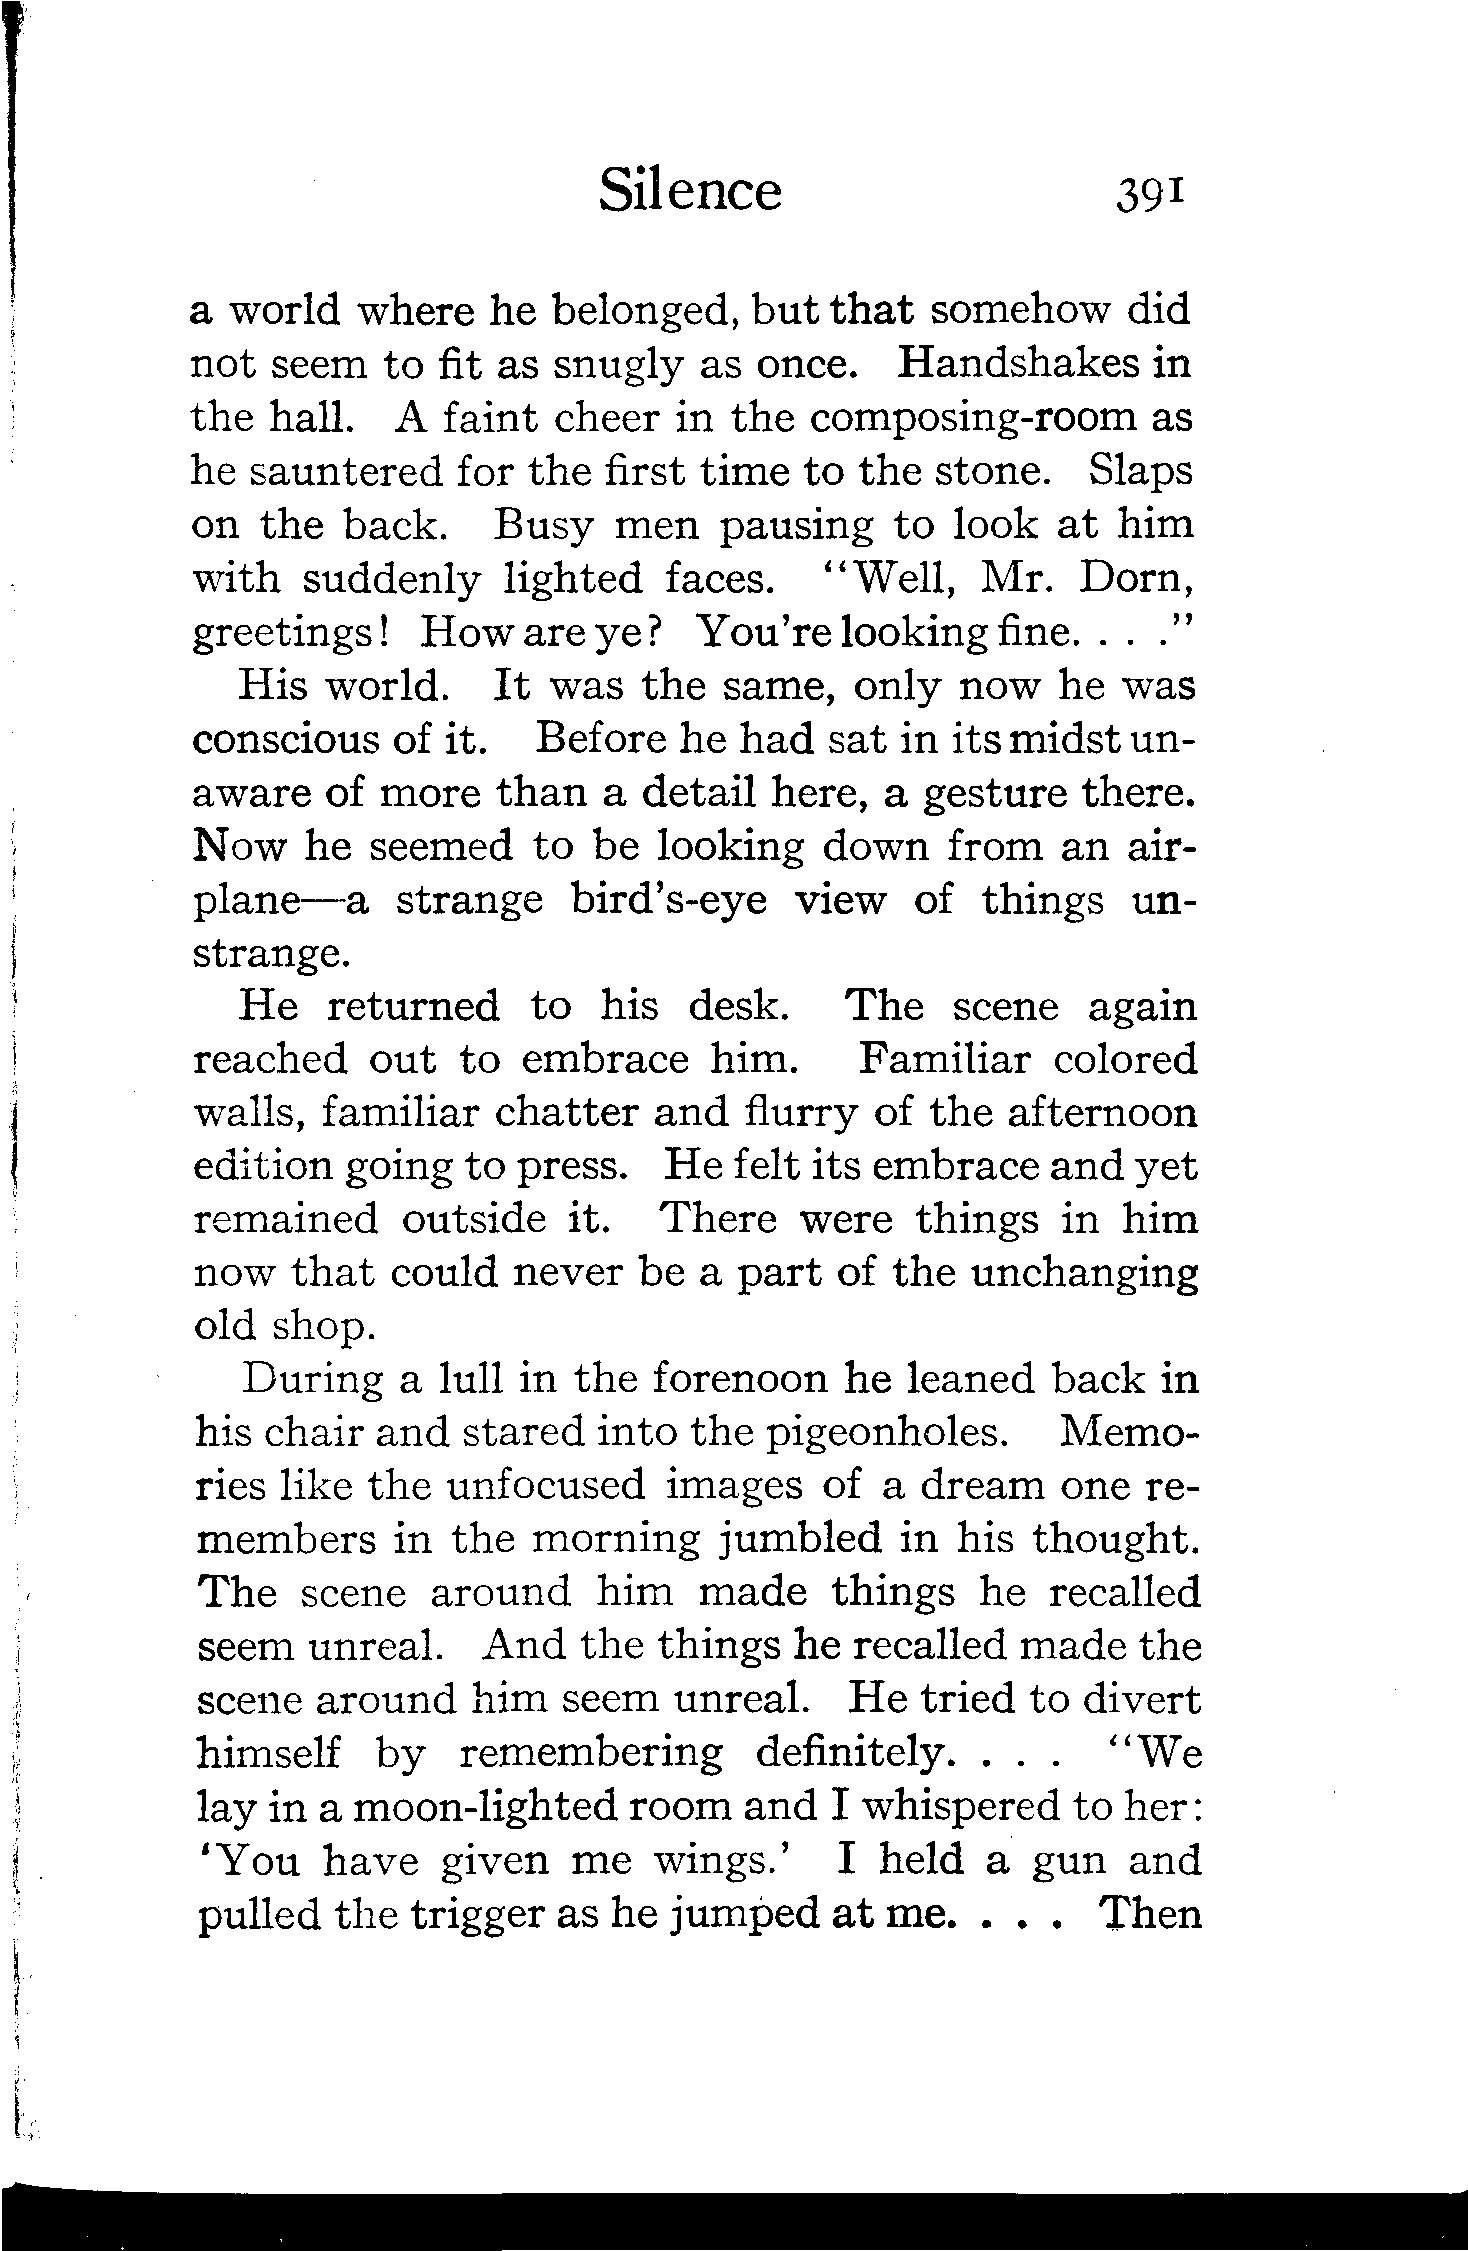 Silence 391
a world where he belonged, but that somehow did
not seem to fit as snugly as once. Handshakes in
the hall. A faint cheer in the composing-room as
he sauntered for the first time to the stone. Slaps
on the back. Busy men pausing to look at him
with suddenly lighted faces. "Well, Mr. Dorn,
greetings! How are ye? You're looking fine. . . ."
His world. It was the same, only now he was
conscious of it. Before he had sat in its midst un-
aware of more than a detail here, a gesture there.
Now he seemed to be looking down from an air-
plane—a strange bird's-eye view of things un-
strange.
He returned to his desk. The scene again
reached out to embrace him. Familiar colored
walls, familiar chatter and flurry of the afternoon
edition going to press. He felt its embrace and yet
remained outside it. There were things in him
now that could never be a part of the unchanging
old shop.
During a lull in the forenoon he leaned back in
his chair and stared into the pigeonholes. Memo-
ries like the unfocused images of a dream one re-
members in the morning jumbled in his thought.
The scene around him made things he recalled
seem unreal. And the things he recalled made the
scene around him seem unreal. He tried to divert
himself by remembering definitely. . . . "We
lay in a moon-lighted room and I whispered to her:
'You have given me wings.' I held a gun and
pulled the trigger as he jumped at me. . . . Then